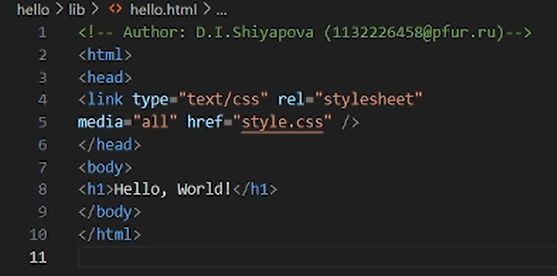 hello > lib > <> hello.html > ...
1 <!-- Author: D.I.Shiyapova (1132226458@pfur.ru)-->
2 <html>
3 <head>
4 <link type="text/css" rel="stylesheet"
5 media="all" href="style.css" />
6 </head>
7 <body>
8 <h1>Hello, World!</h1>
9 </body>
10 </html>
11